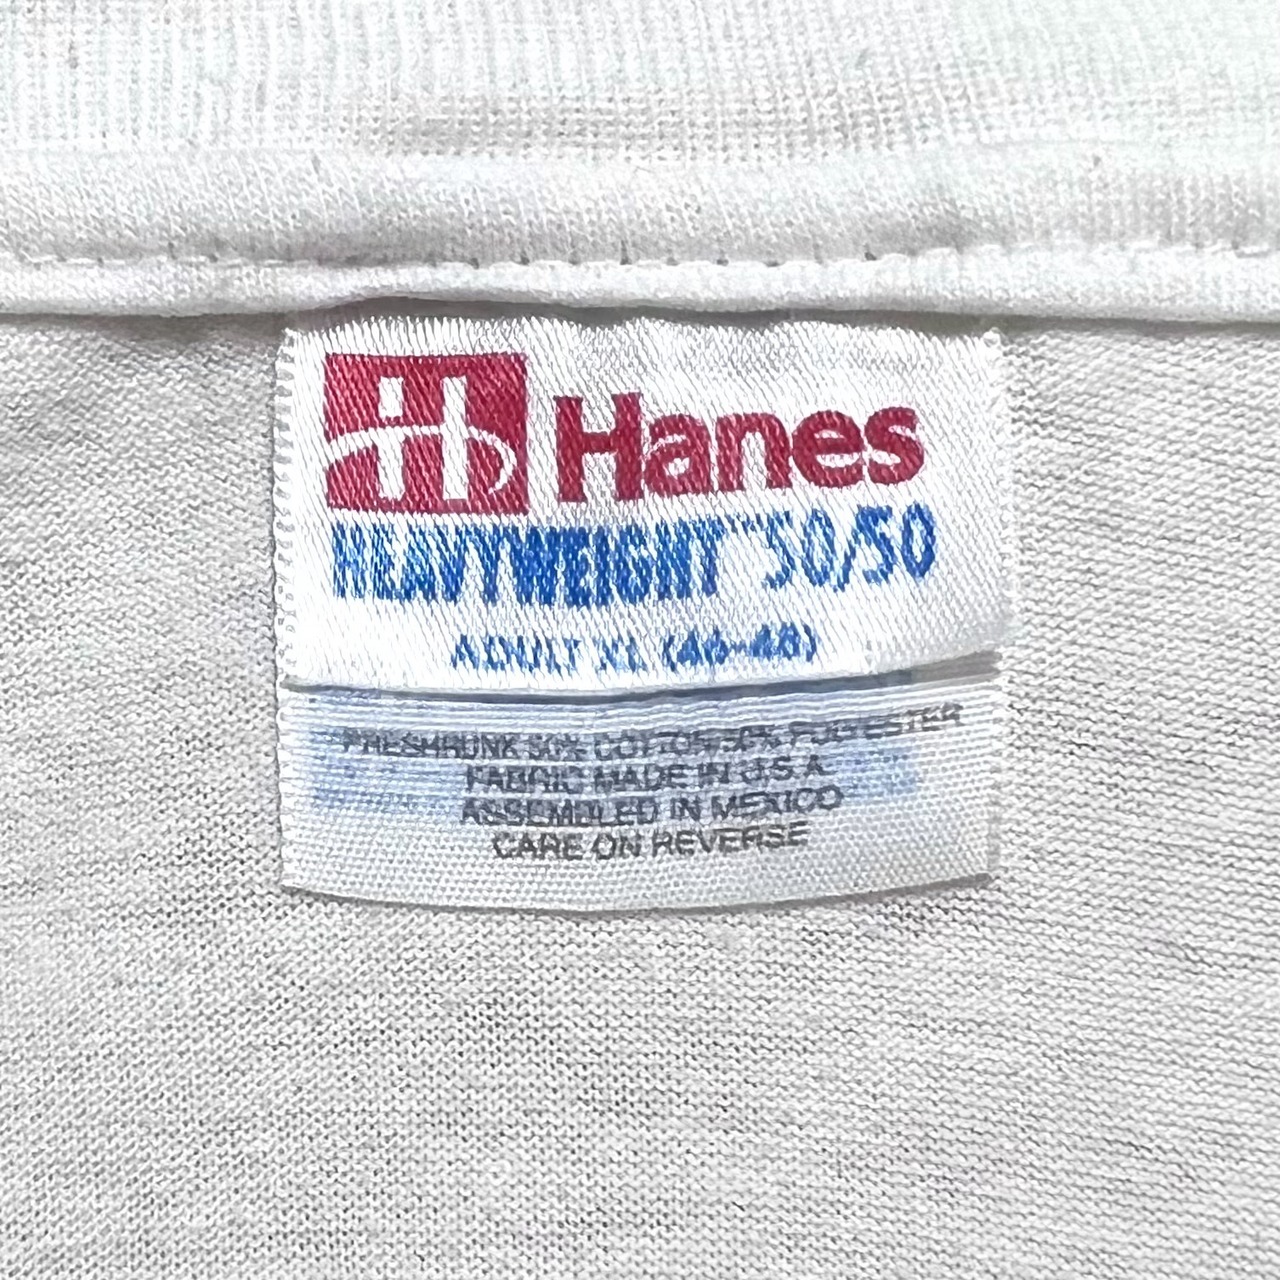 Hanes
HEAVYWEIGHT™ 50/50
ADULT XL (46-48)
PRESHRUNK 50% COTTON/50% POLYESTER
FABRIC MADE IN U.S.A.
ASSEMBLED IN MEXICO
CARE ON REVERSE